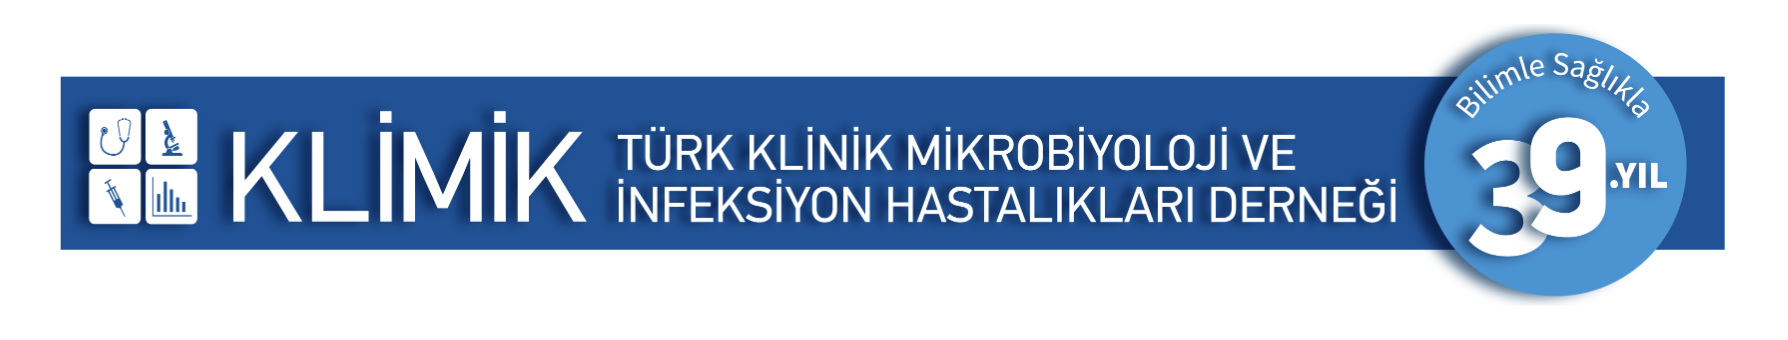 KLİMİK
TÜRK KLİNİK MİKROBİYOLOJİ VE
İNFEKSİYON HASTALIKLARI DERNEĞİ
Bilimle Sağlıkla
39.YIL